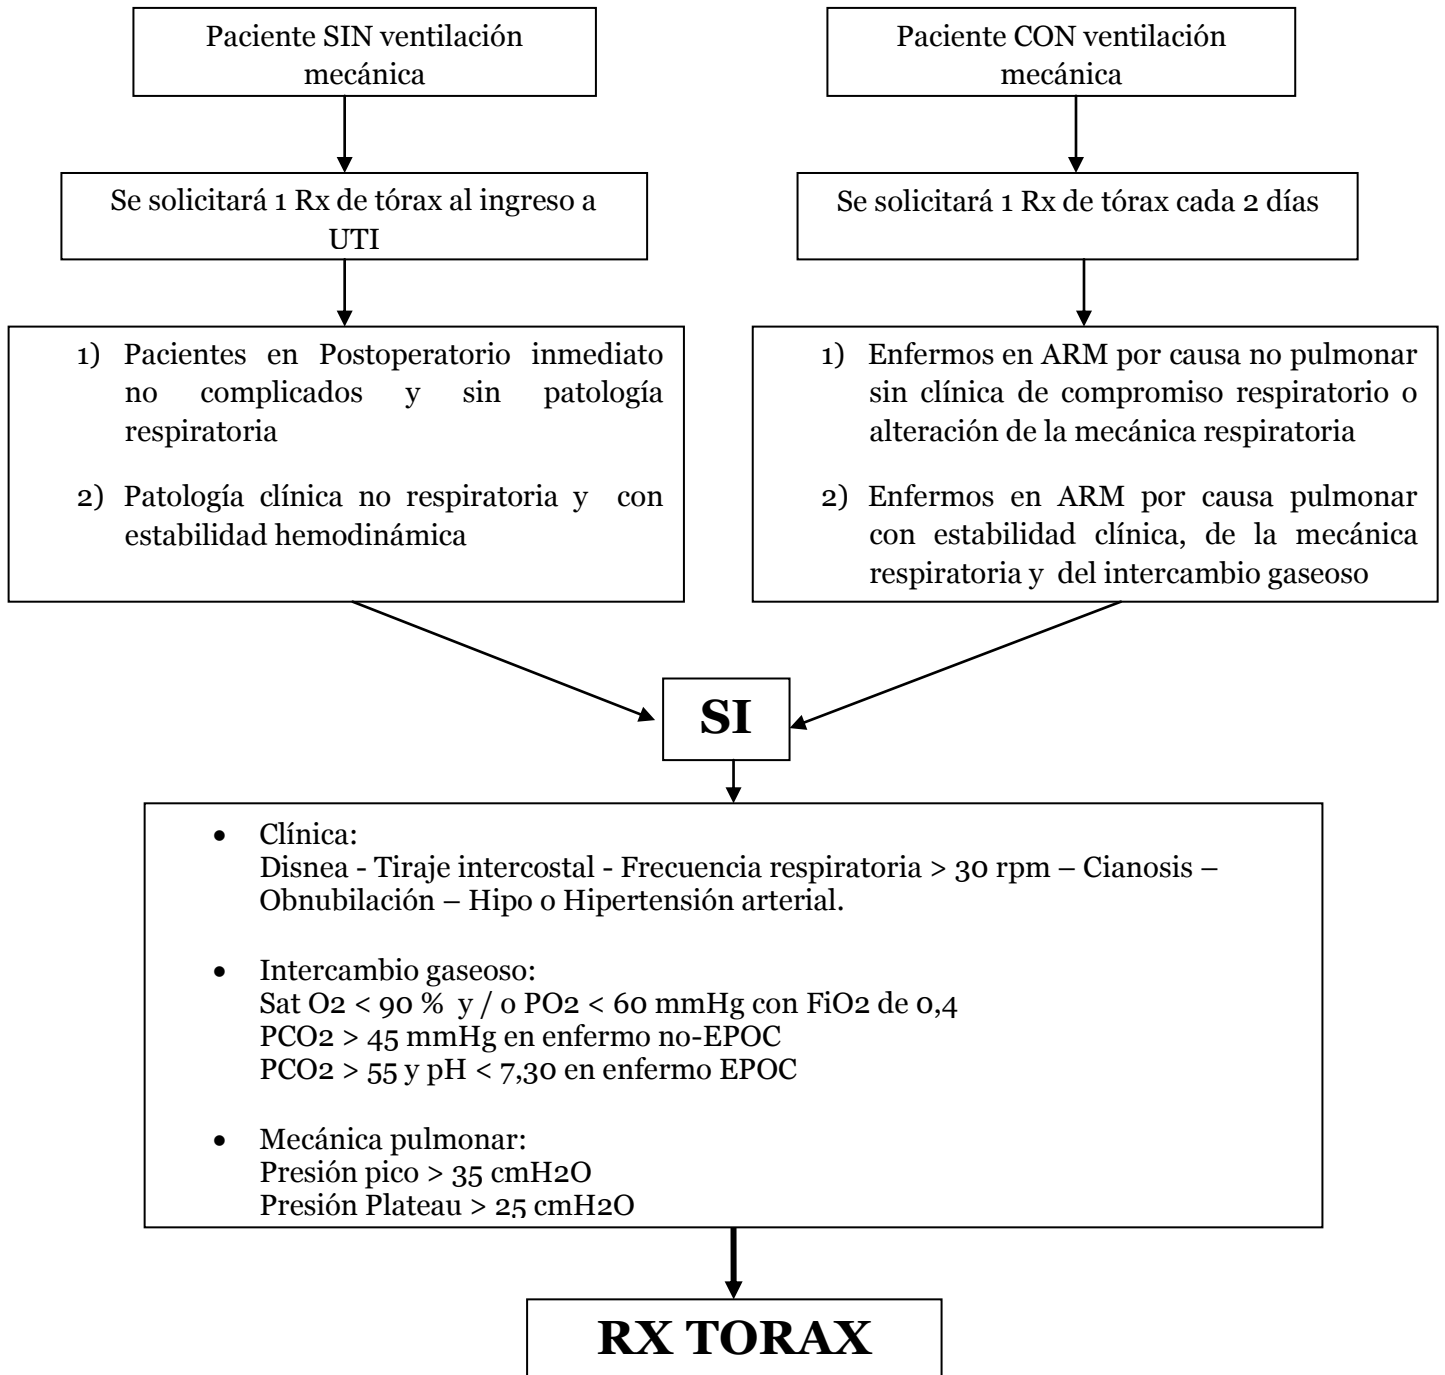 Paciente SIN ventilación
mecánica
Paciente CON ventilación
mecánica
Se solicitará 1 Rx de tórax al ingreso a
UTI
Se solicitará 1 Rx de tórax cada 2 días
1) Pacientes en Postoperatorio inmediato
no complicados y sin patología
respiratoria
2) Patología clínica no respiratoria y con
estabilidad hemodinámica
1) Enfermos en ARM por causa no pulmonar
sin clínica de compromiso respiratorio o
alteración de la mecánica respiratoria
2) Enfermos en ARM por causa pulmonar
con estabilidad clínica, de la mecánica
respiratoria y del intercambio gaseoso
SI
• Clínica:
Disnea - Tiraje intercostal - Frecuencia respiratoria > 30 rpm – Cianosis –
Obnubilación – Hipo o Hipertensión arterial.
• Intercambio gaseoso:
Sat O2 < 90 % y / o PO2 < 60 mmHg con FiO2 de 0,4
PCO2 > 45 mmHg en enfermo no-EPOC
PCO2 > 55 y pH < 7,30 en enfermo EPOC
• Mecánica pulmonar:
Presión pico > 35 cmH2O
Presión Plateau > 25 cmH2O
RX TORAX